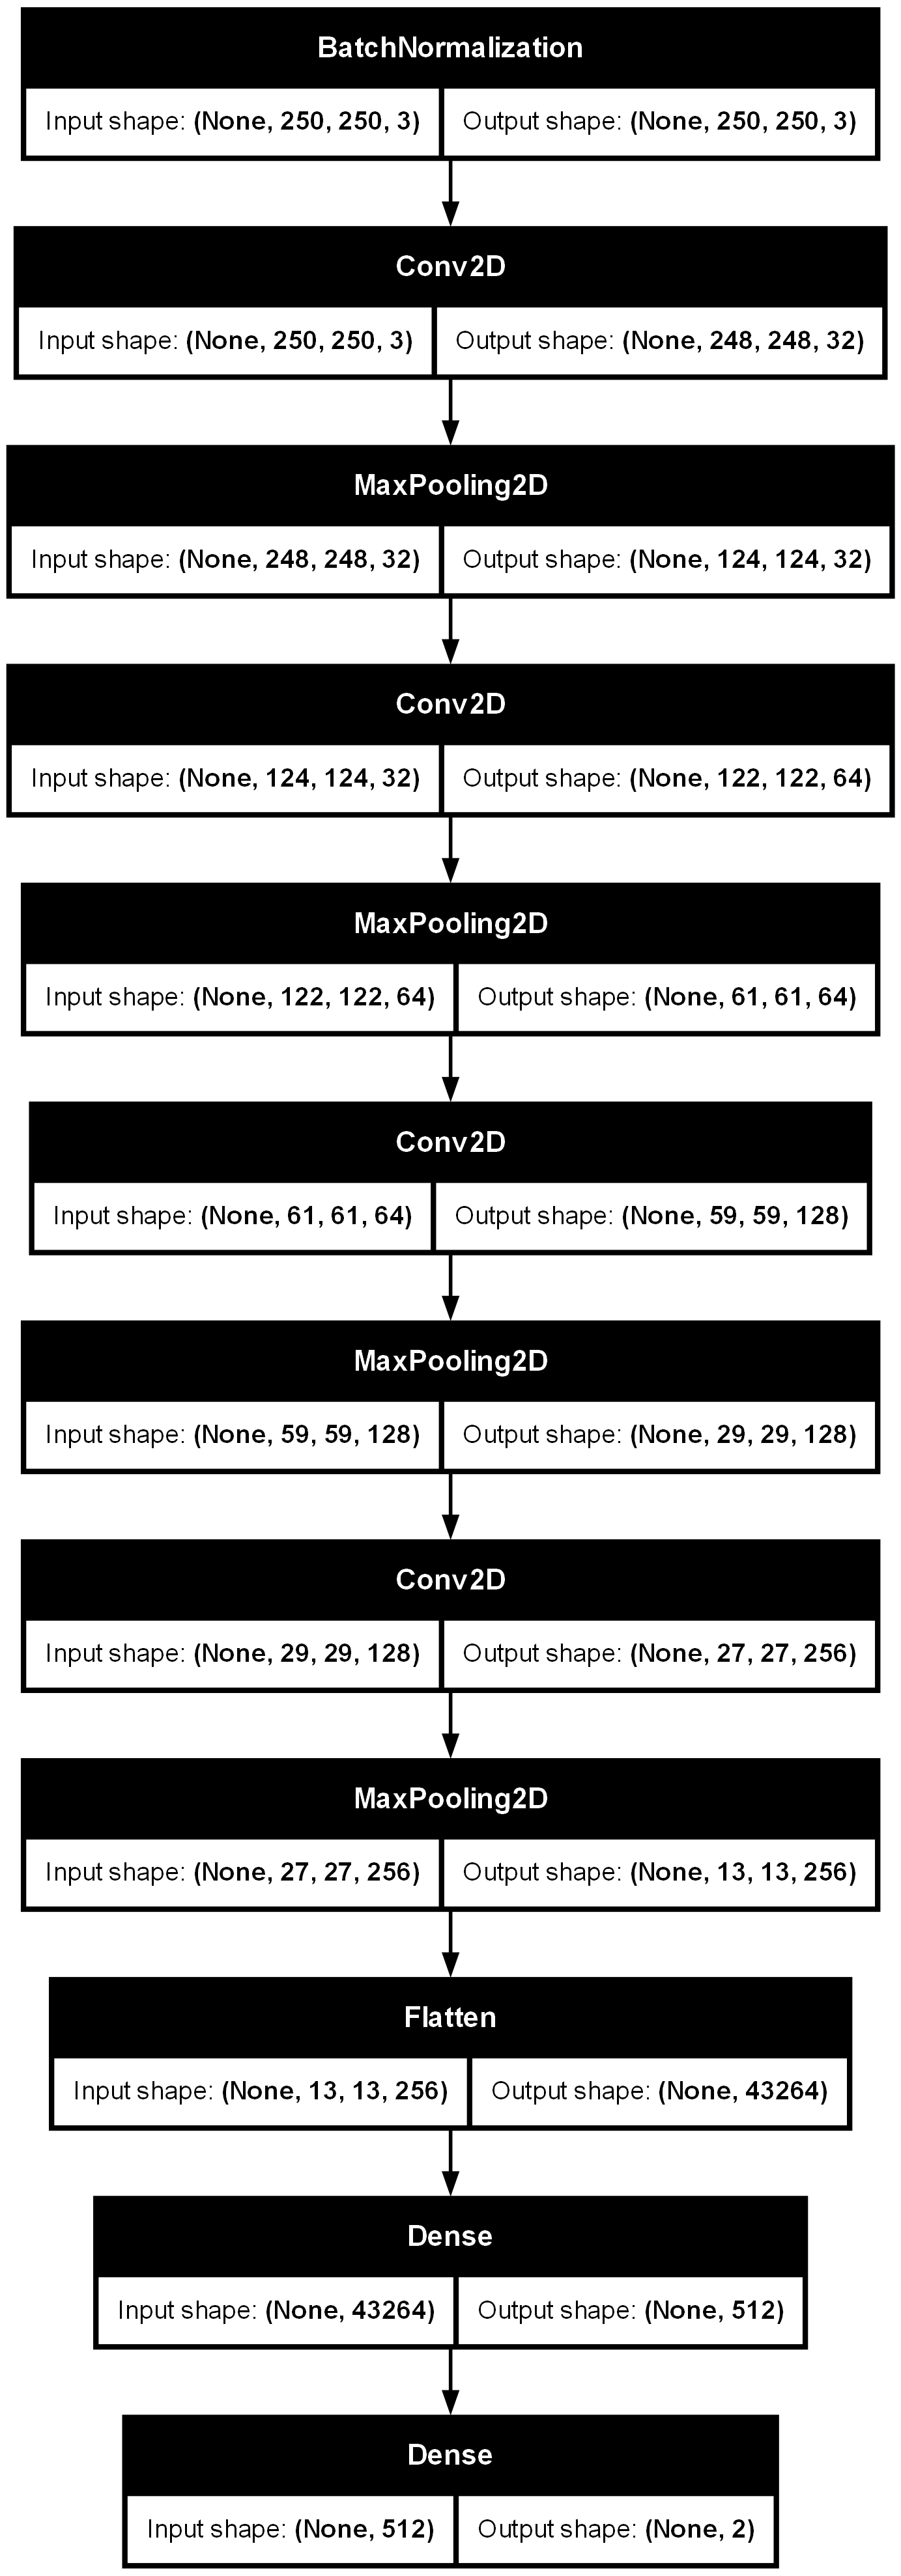 BatchNormalization
Input shape: (None, 250, 250, 3) Output shape: (None, 250, 250, 3)
Conv2D
Input shape: (None, 250, 250, 3) Output shape: (None, 248, 248, 32)
MaxPooling2D
Input shape: (None, 248, 248, 32) Output shape: (None, 124, 124, 32)
Conv2D
Input shape: (None, 124, 124, 32) Output shape: (None, 122, 122, 64)
MaxPooling2D
Input shape: (None, 122, 122, 64) Output shape: (None, 61, 61, 64)
Conv2D
Input shape: (None, 61, 61, 64) Output shape: (None, 59, 59, 128)
MaxPooling2D
Input shape: (None, 59, 59, 128) Output shape: (None, 29, 29, 128)
Conv2D
Input shape: (None, 29, 29, 128) Output shape: (None, 27, 27, 256)
MaxPooling2D
Input shape: (None, 27, 27, 256) Output shape: (None, 13, 13, 256)
Flatten
Input shape: (None, 13, 13, 256) Output shape: (None, 43264)
Dense
Input shape: (None, 43264) Output shape: (None, 512)
Dense
Input shape: (None, 512) Output shape: (None, 2)